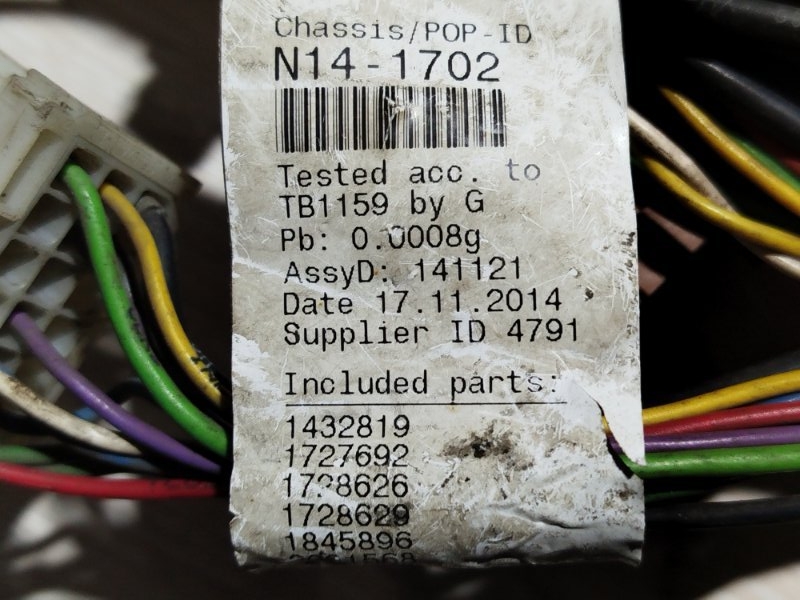 Chassis/POP-ID
N14-1702
Tested acc. to
TB1159 by G
Pb: 0.0008g
AssyD: 141121
Date 17.11.2014
Supplier ID 4791
Included parts:
1432819
1727692
1728626
1728629
1845896